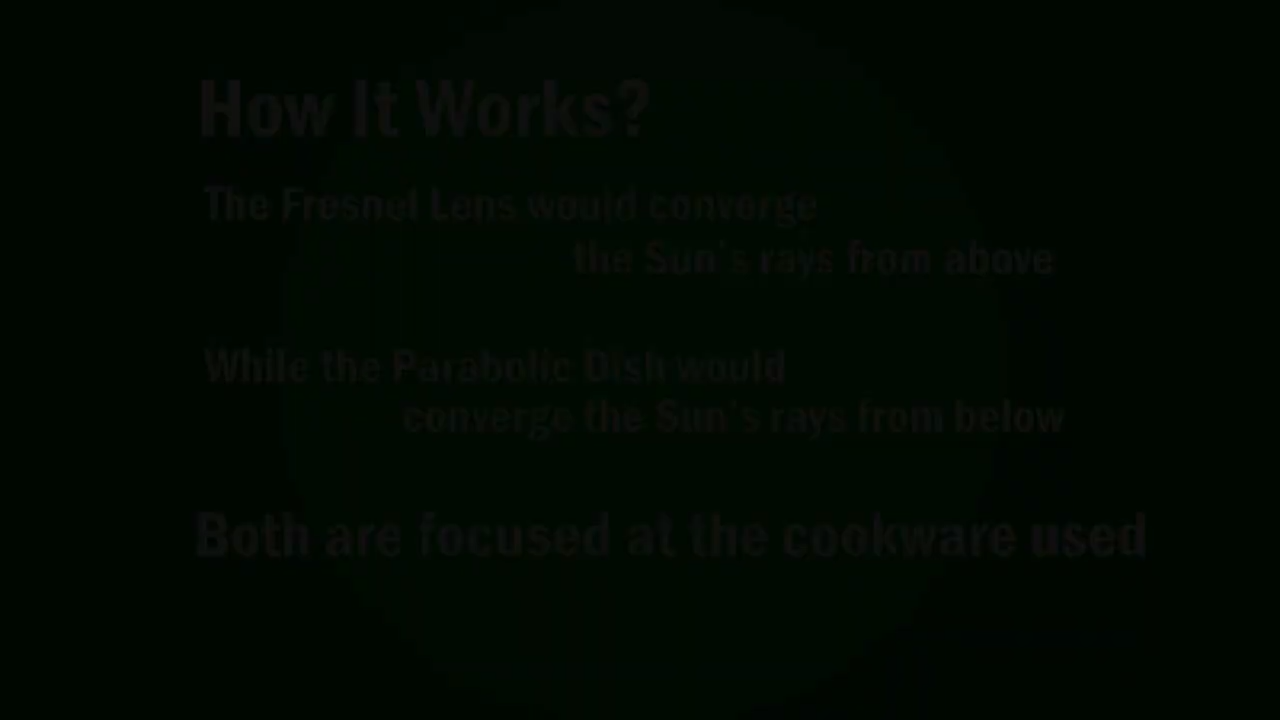 How It Works?
The Fresnel Lens would converge
the Sun's rays from above
While the Parabolic Dish would
converge the Sun's rays from below
Both are focused at the cookware used